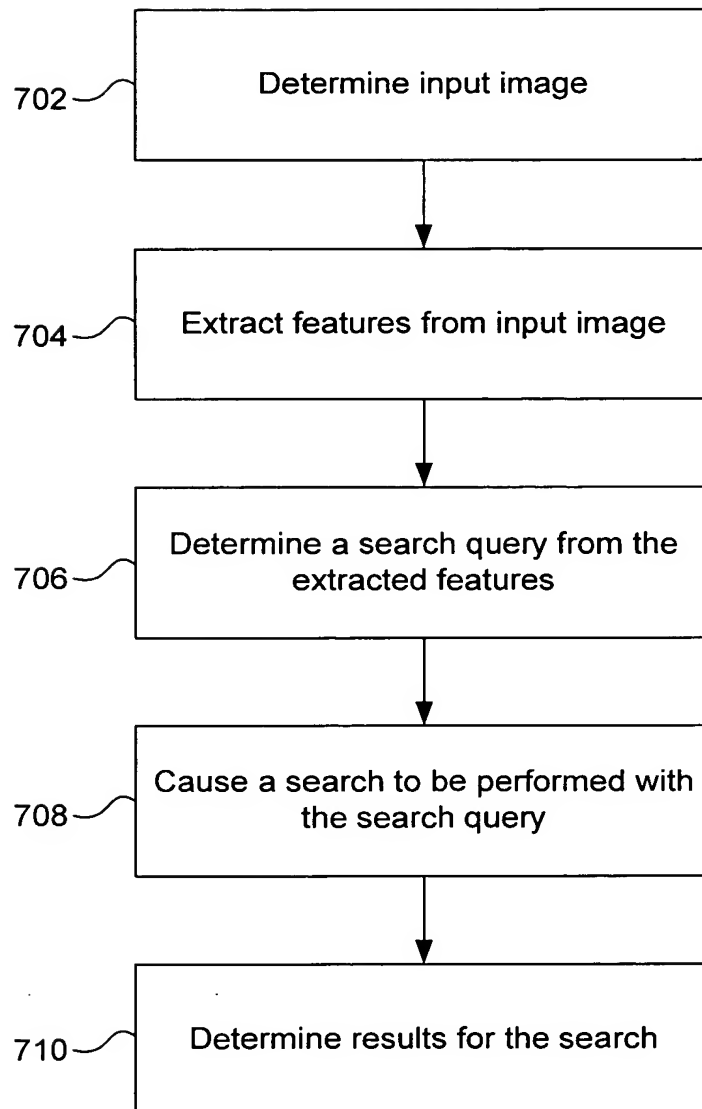 702
Determine input image
704
Extract features from input image
706
Determine a search query from the
extracted features
708
Cause a search to be performed with
the search query
710
Determine results for the search